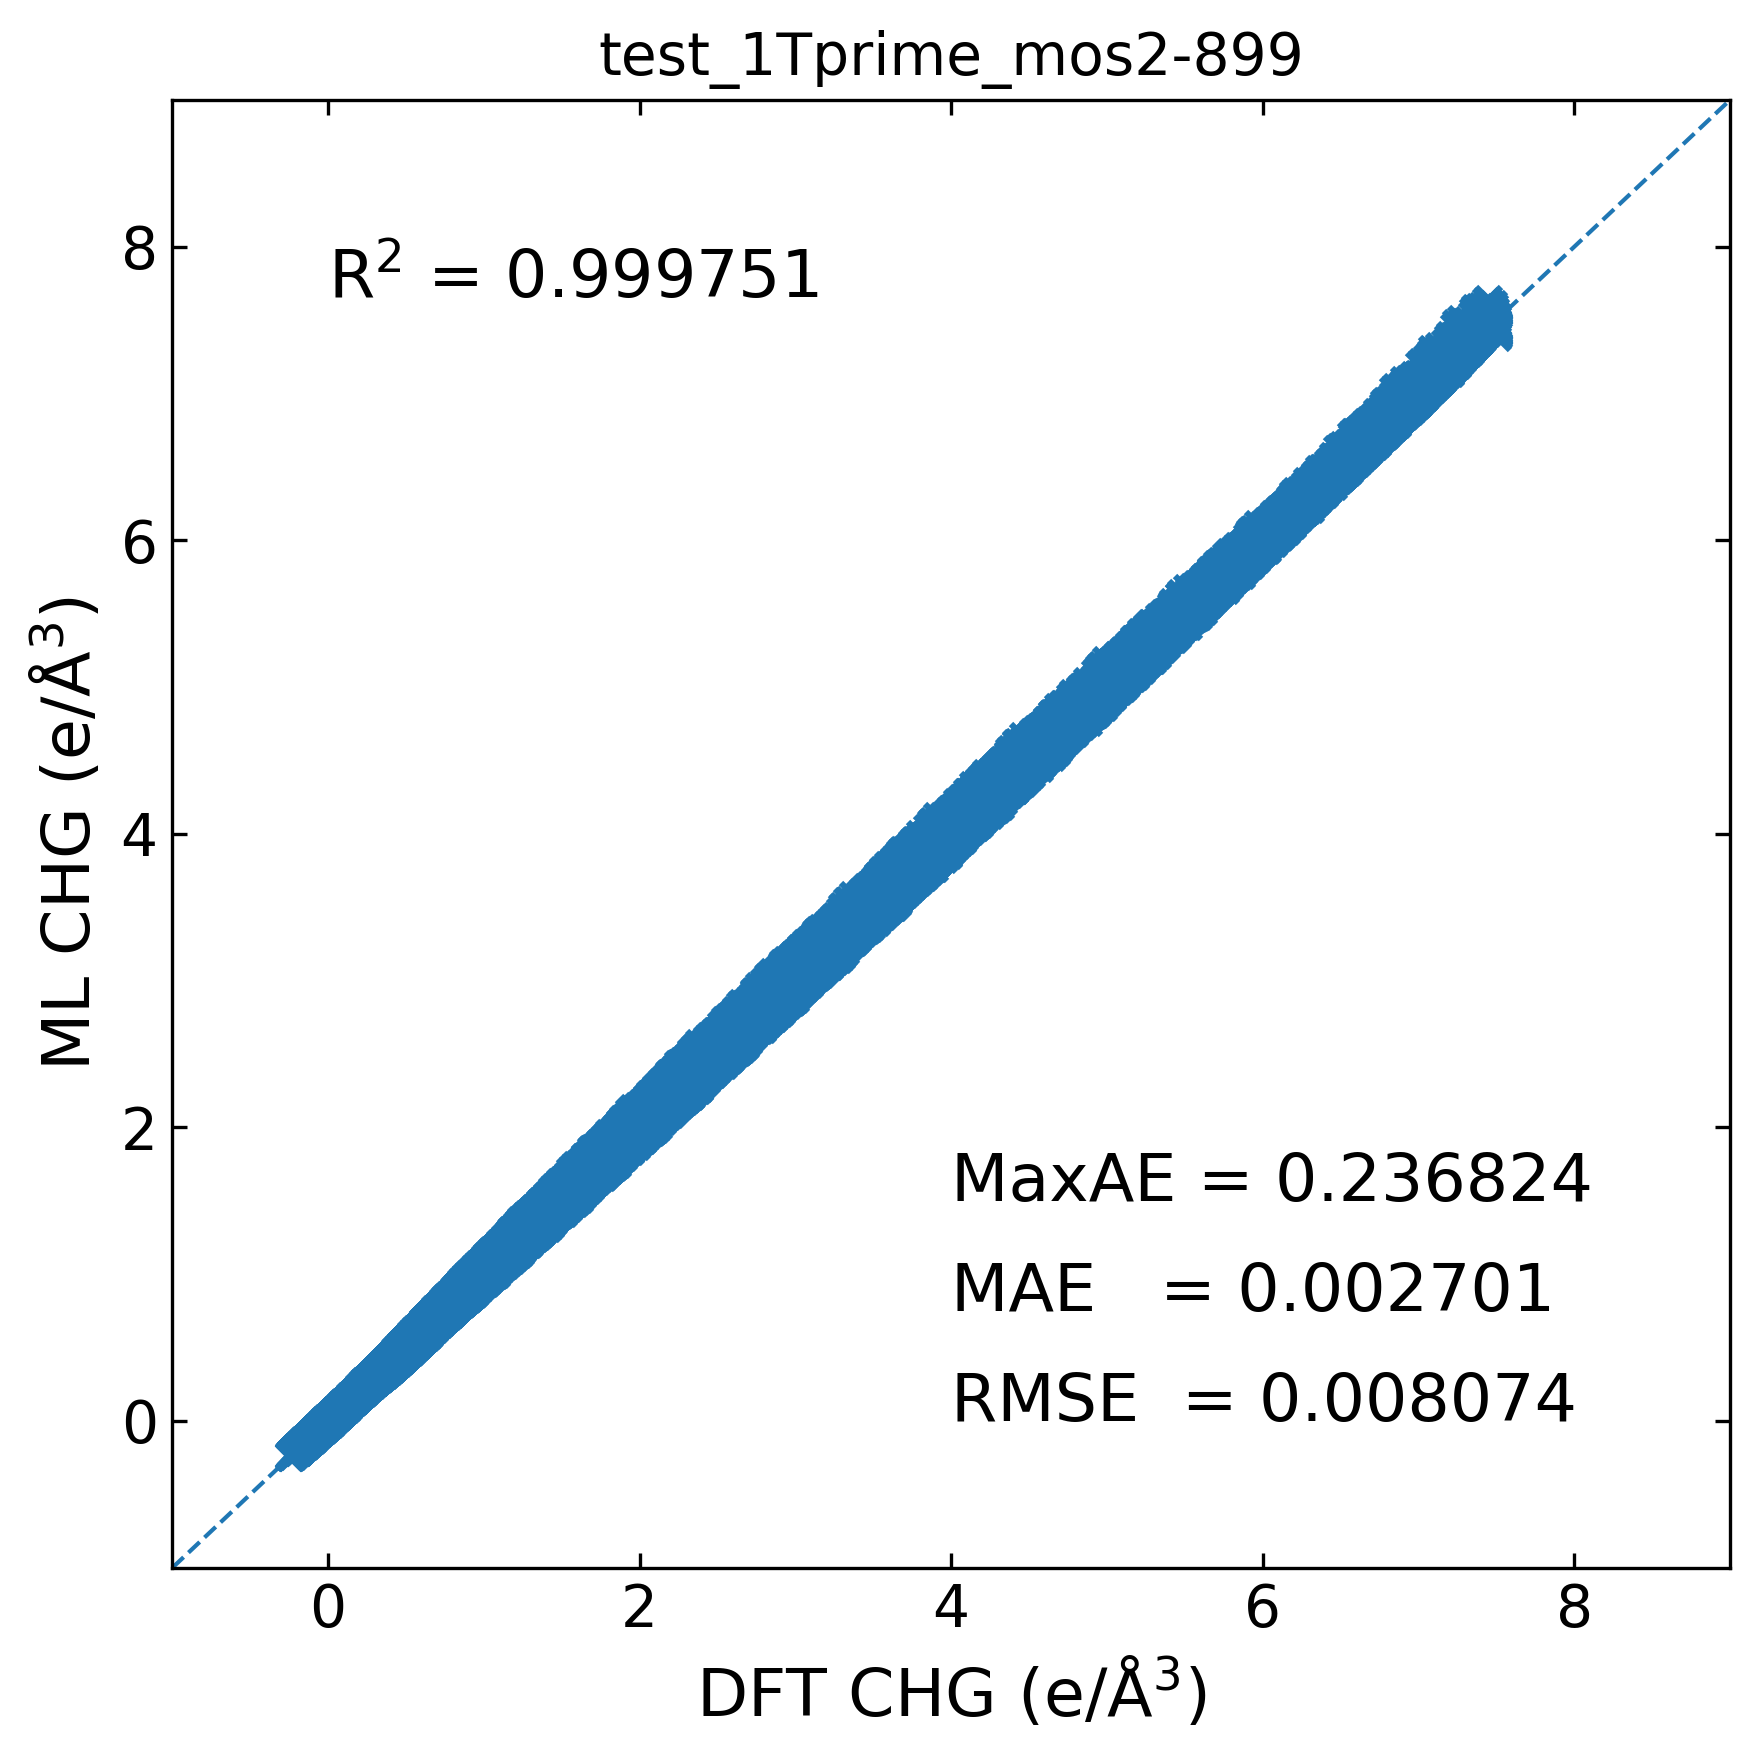 test_1Tprime_mos2-899
R² = 0.999751
MaxAE = 0.236824
MAE = 0.002701
RMSE = 0.008074
ML CHG (e/Å³)
8
6
4
2
0
0 2 4 6 8
DFT CHG (e/Å³)